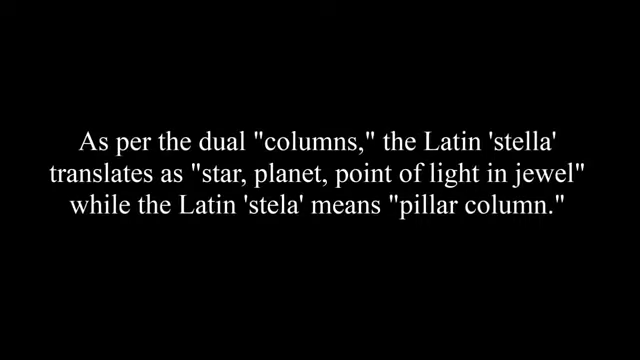 As per the dual "columns," the Latin 'stella'
translates as "star, planet, point of light in jewel"
while the Latin 'stela' means "pillar column."